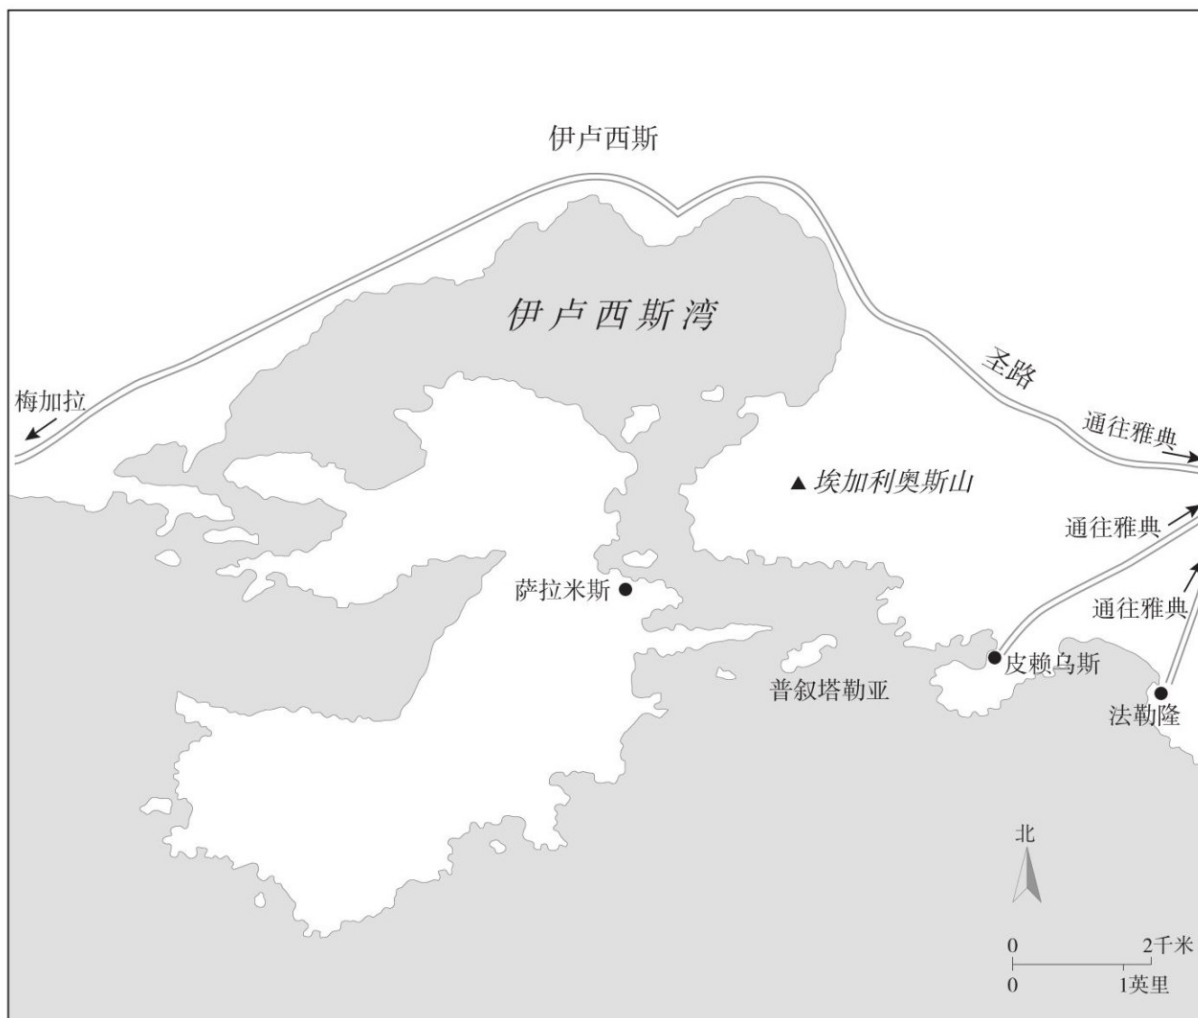 伊卢西斯
伊卢西斯湾
圣路
梅加拉
通往雅典
埃加利奥斯山
通往雅典
萨拉米斯
通往雅典
皮赖乌斯
普叙塔勒亚
法勒隆
北
0 2千米
0 1英里